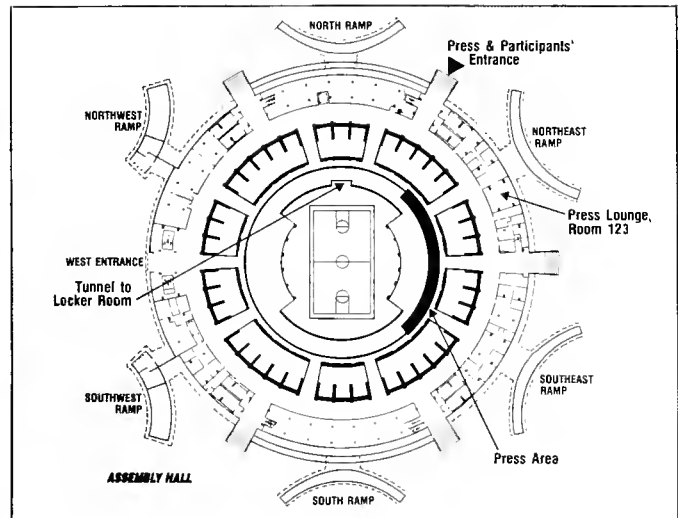 NORTH RAMP
Press & Participants'
Entrance
NORTHWEST
RAMP
NORTHEAST
RAMP
Press Lounge,
Room 123
WEST ENTRANCE
Tunnel to
Locker Room
SOUTHWEST
RAMP
SOUTHEAST
RAMP
Press Area
ASSEMBLY HALL
SOUTH RAMP